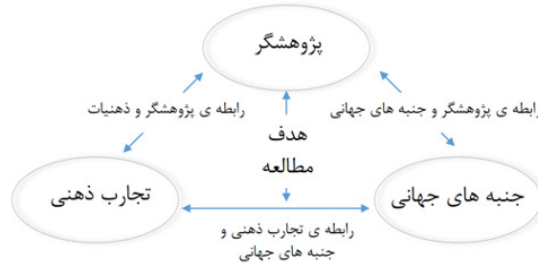 پژوهشگر
رابطه ی پژوهشگر و جنبه های جهانی
رابطه ی پژوهشگر و ذهنیات
هدف
مطالعه
جنبه های جهانی
تجارب ذهنی
رابطه ی تجارب ذهنی و
جنبه های جهانی